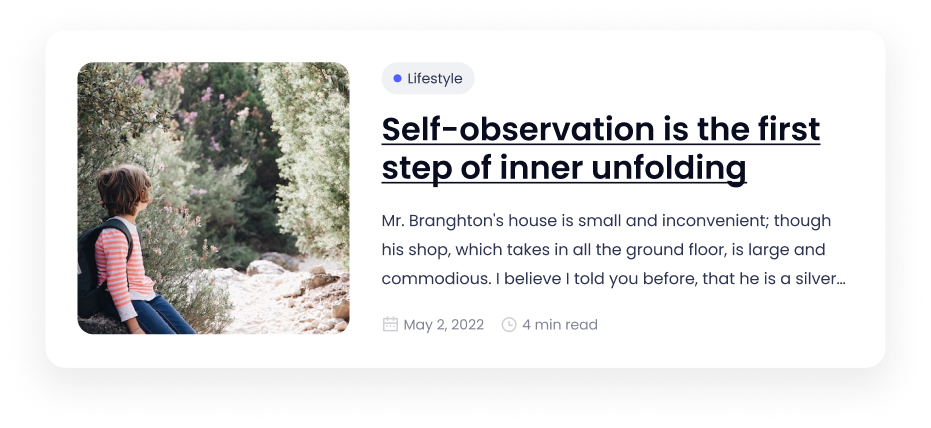 Lifestyle
Self-observation is the first
step of inner unfolding
Mr. Branghton's house is small and inconvenient; though
his shop, which takes in all the ground floor, is large and
commodious. I believe I told you before, that he is a silver...
May 2, 2022 4 min read